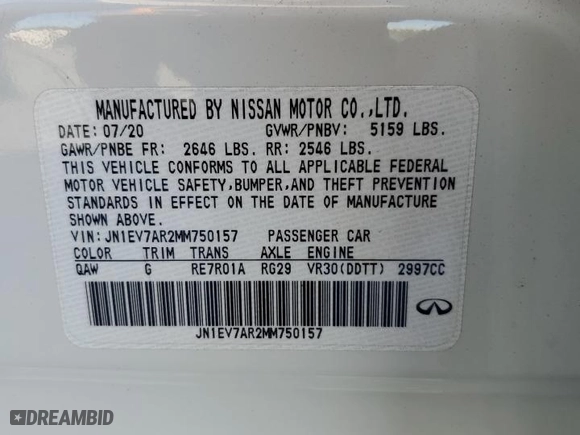 MANUFACTURED BY NISSAN MOTOR CO.,LTD.
DATE: 07/20 GVWR/PNBV: 5159 LBS.
GAWR/PNBE FR: 2646 LBS. RR: 2546 LBS.
THIS VEHICLE CONFORMS TO ALL APPLICABLE FEDERAL
MOTOR VEHICLE SAFETY,BUMPER,AND THEFT PREVENTION
STANDARDS IN EFFECT ON THE DATE OF MANUFACTURE
SHOWN ABOVE.
VIN: JN1EV7AR2MM750157 PASSENGER CAR
COLOR TRIM TRANS AXLE ENGINE
QAW G RE7R01A RG29 VR30(DDTT) 2997CC
JN1EV7AR2MM750157
DREAMBID